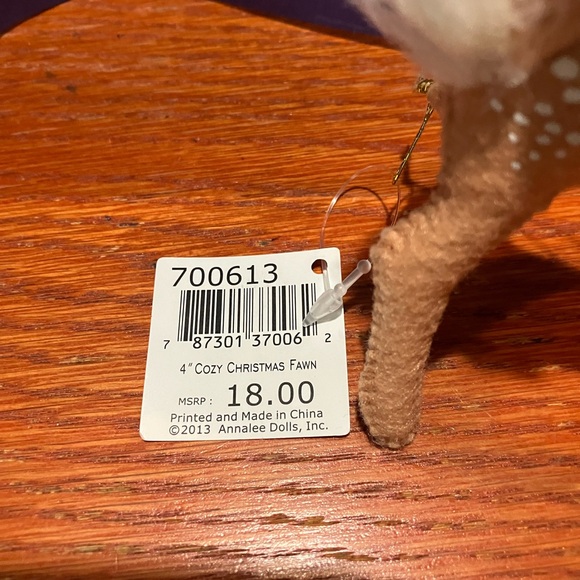 700613
7 87301 37006 2
4" COZY CHRISTMAS FAWN
MSRP: 18.00
Printed and Made in China
©2013 Annalee Dolls, Inc.